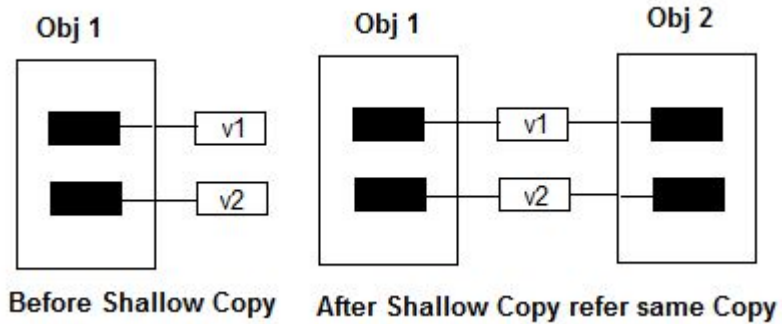 Obj 1
Obj 1
Obj 2
v1
v1
v2
v2
Before Shallow Copy
After Shallow Copy refer same Copy